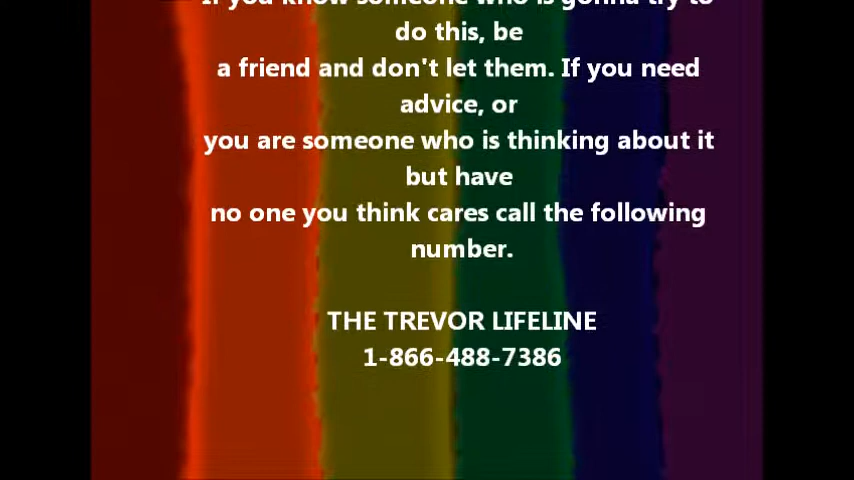 If you know someone who is gonna try to
do this, be
a friend and don't let them. If you need
advice, or
you are someone who is thinking about it
but have
no one you think cares call the following
number.
THE TREVOR LIFELINE
1-866-488-7386